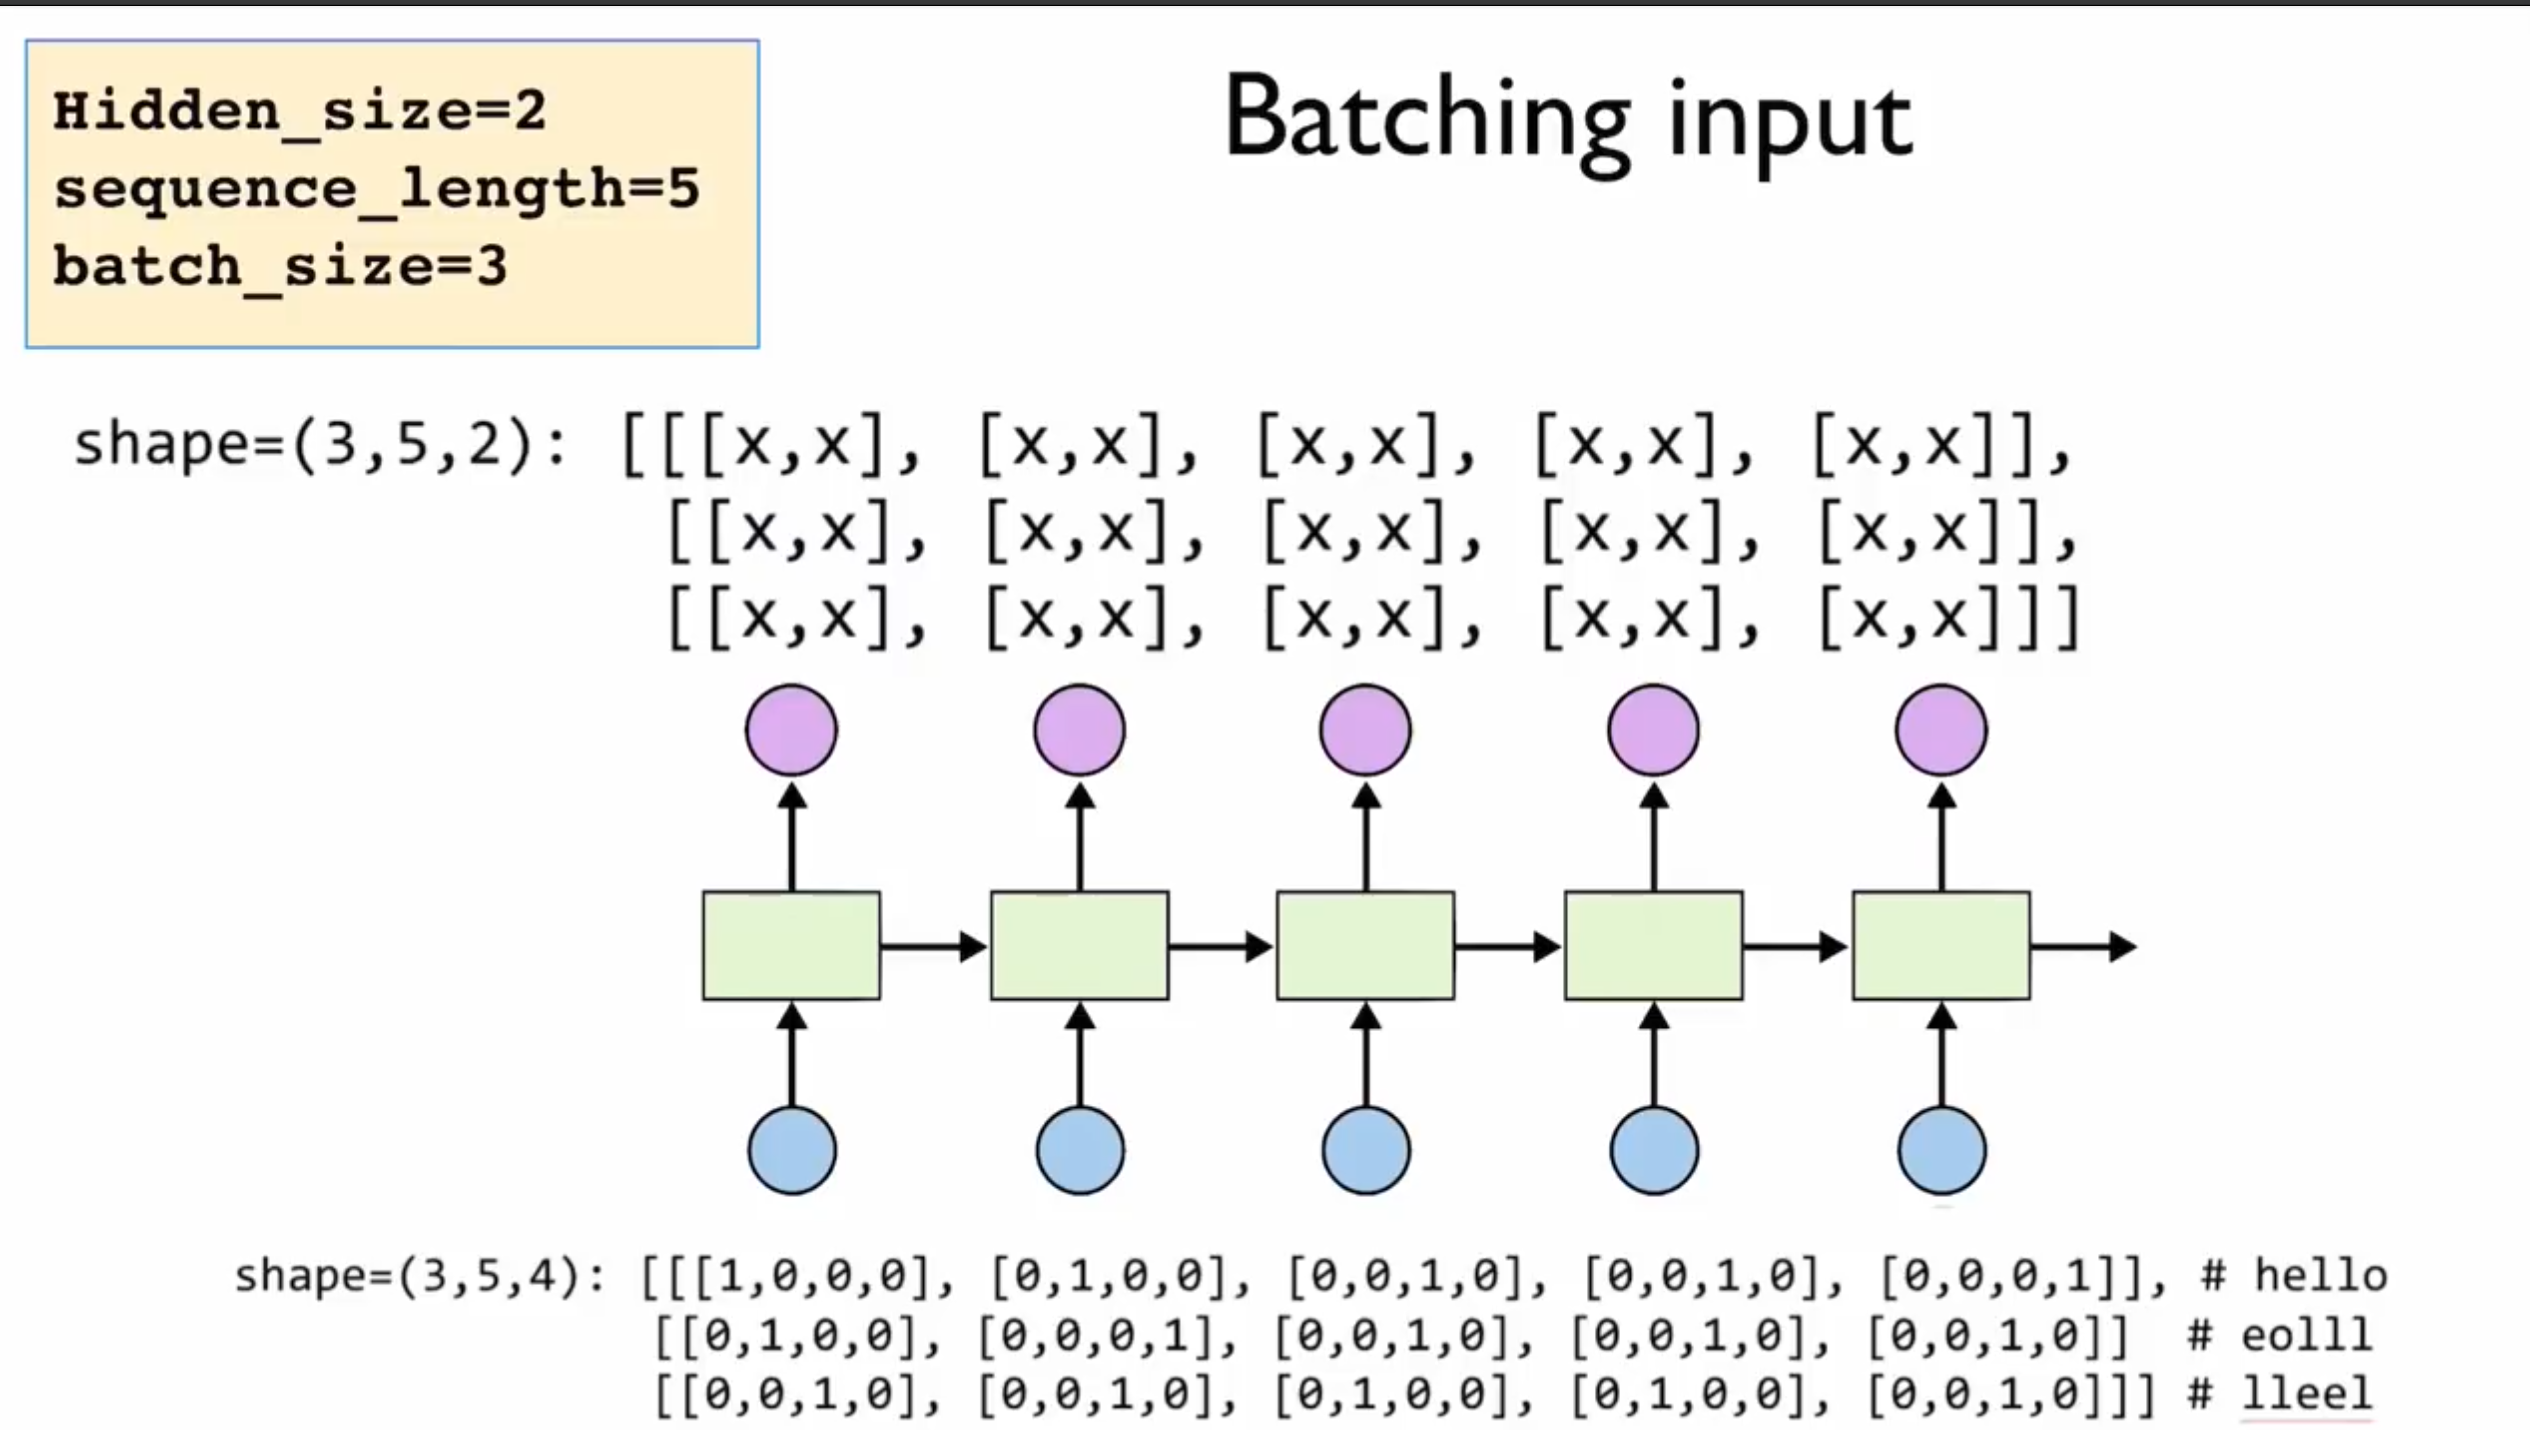 Hidden_size=2
sequence_length=5
batch_size=3
Batching input
shape=(3,5,2): [[[x,x], [x,x], [x,x], [x,x], [x,x]],
[[x,x], [x,x], [x,x], [x,x], [x,x]],
[[x,x], [x,x], [x,x], [x,x], [x,x]]]
shape=(3,5,4): [[[1,0,0,0], [0,1,0,0], [0,0,1,0], [0,0,1,0], [0,0,0,1]], # hello
[[0,1,0,0], [0,0,0,1], [0,0,1,0], [0,0,1,0], [0,0,1,0]] # eolll
[[0,0,1,0], [0,0,1,0], [0,1,0,0], [0,1,0,0], [0,0,1,0]]] # lleel